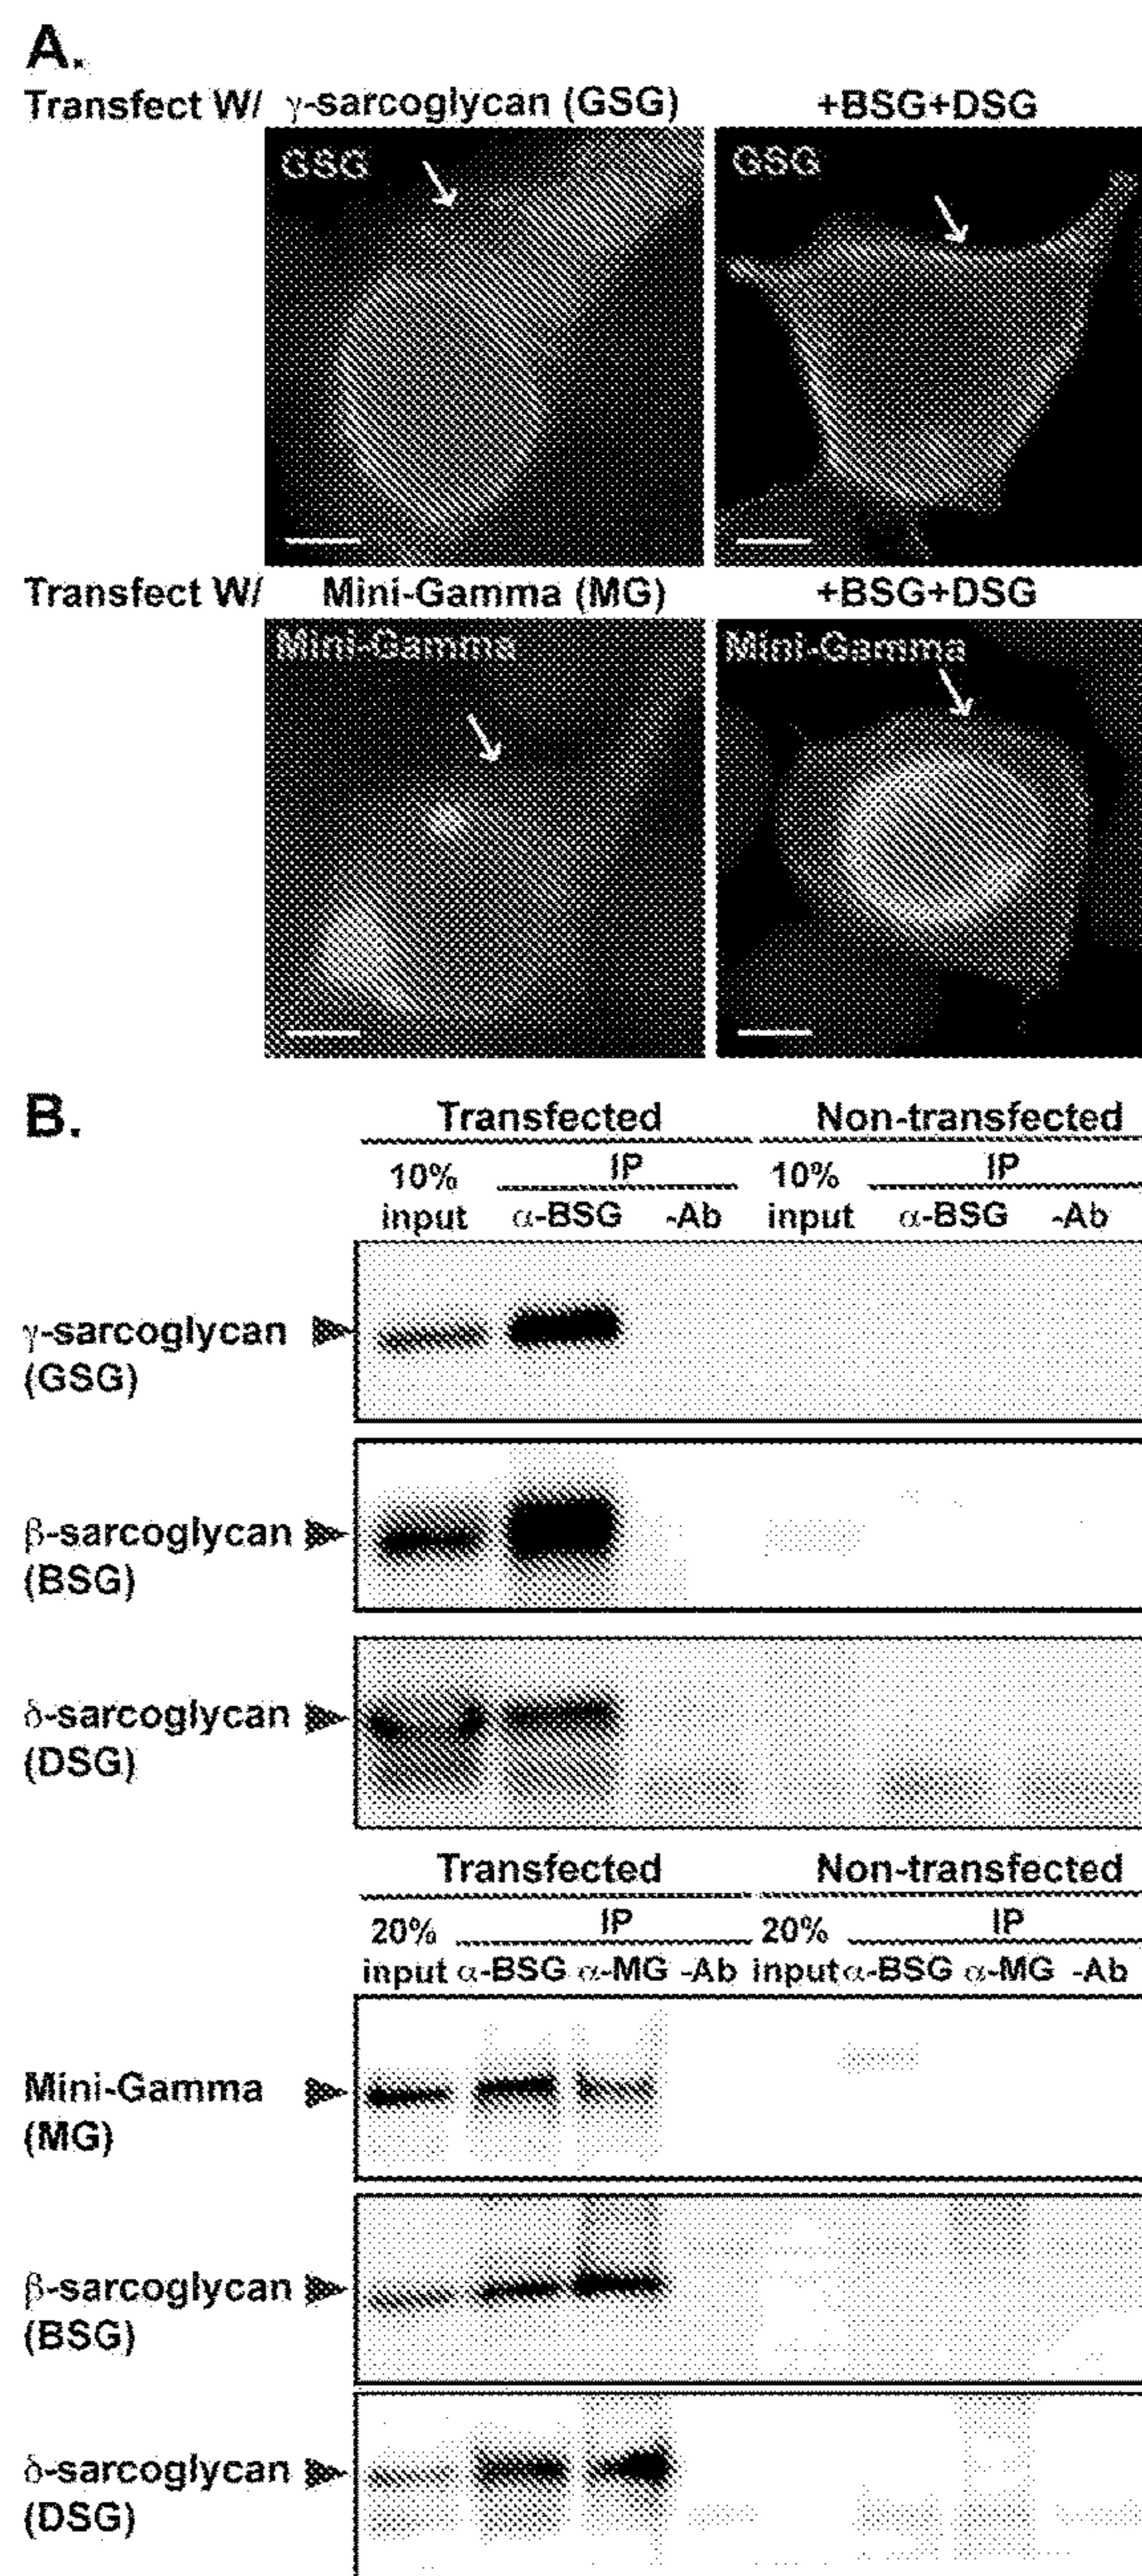 A.
Transfect W/ γ-sarcoglycan (GSG) +BSG+DSG
GSG GSG
Transfect W/ Mini-Gamma (MG) +BSG+DSG
Mini-Gamma Mini-Gamma
B.
Transfected Non-transfected
10% IP 10% IP
input α-BSG -Ab input α-BSG -Ab
γ-sarcoglycan
(GSG)
β-sarcoglycan
(BSG)
δ-sarcoglycan
(DSG)
Transfected Non-transfected
20% IP 20% IP
input α-BSG α-MG -Ab input α-BSG α-MG -Ab
Mini-Gamma
(MG)
β-sarcoglycan
(BSG)
δ-sarcoglycan
(DSG)